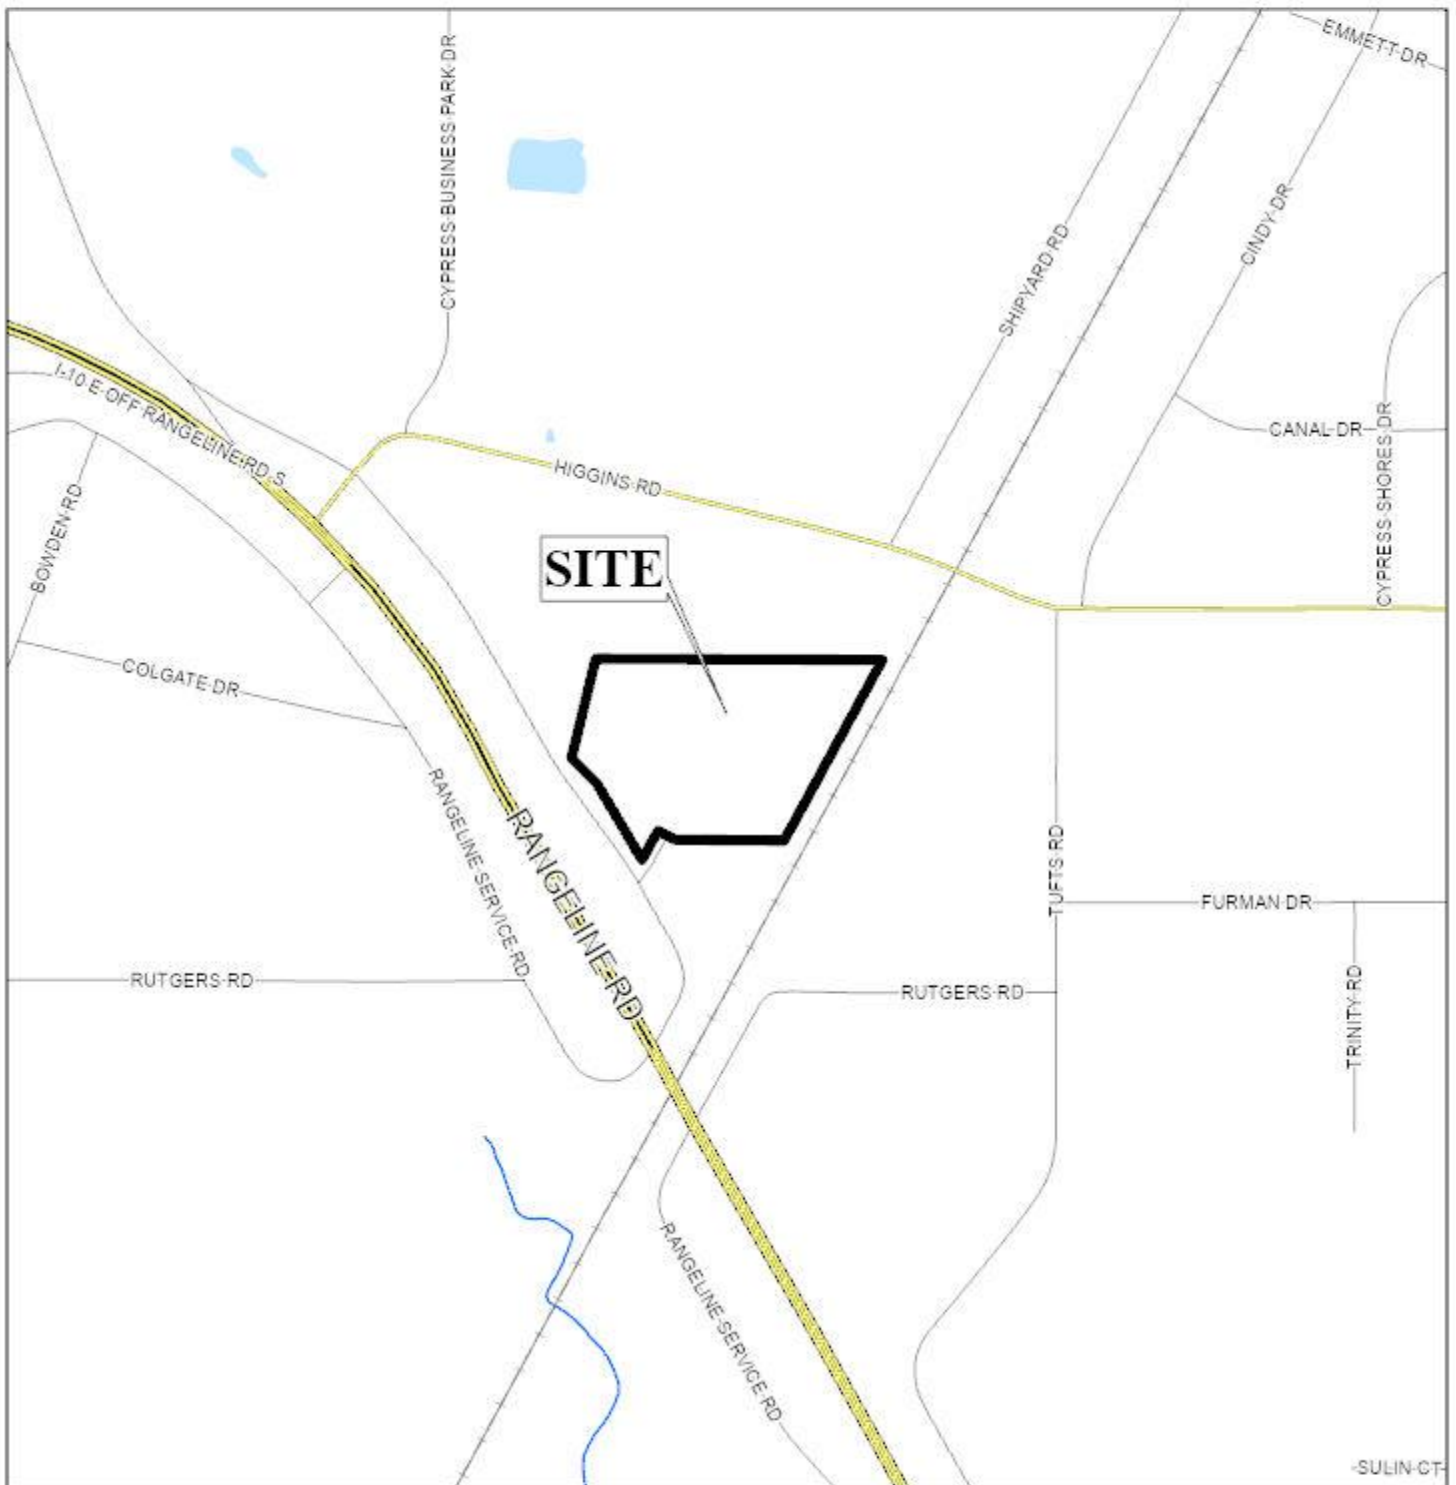 EMMETT DR
CYPRESS BUSINESS PARK DR
SHIPYARD RD
CINDY DR
I-10 E OFF RANGELINE RD S
CANAL DR
CYPRESS SHORES DR
HIGGINS RD
BOWDEN RD
SITE
COLGATE DR
RANGELINE SERVICE RD
RANGELINE RD
TUFTS RD
FURMAN DR
RUTGERS RD
RUTGERS RD
TRINITY RD
RANGELINE SERVICE RD
SULIN CT